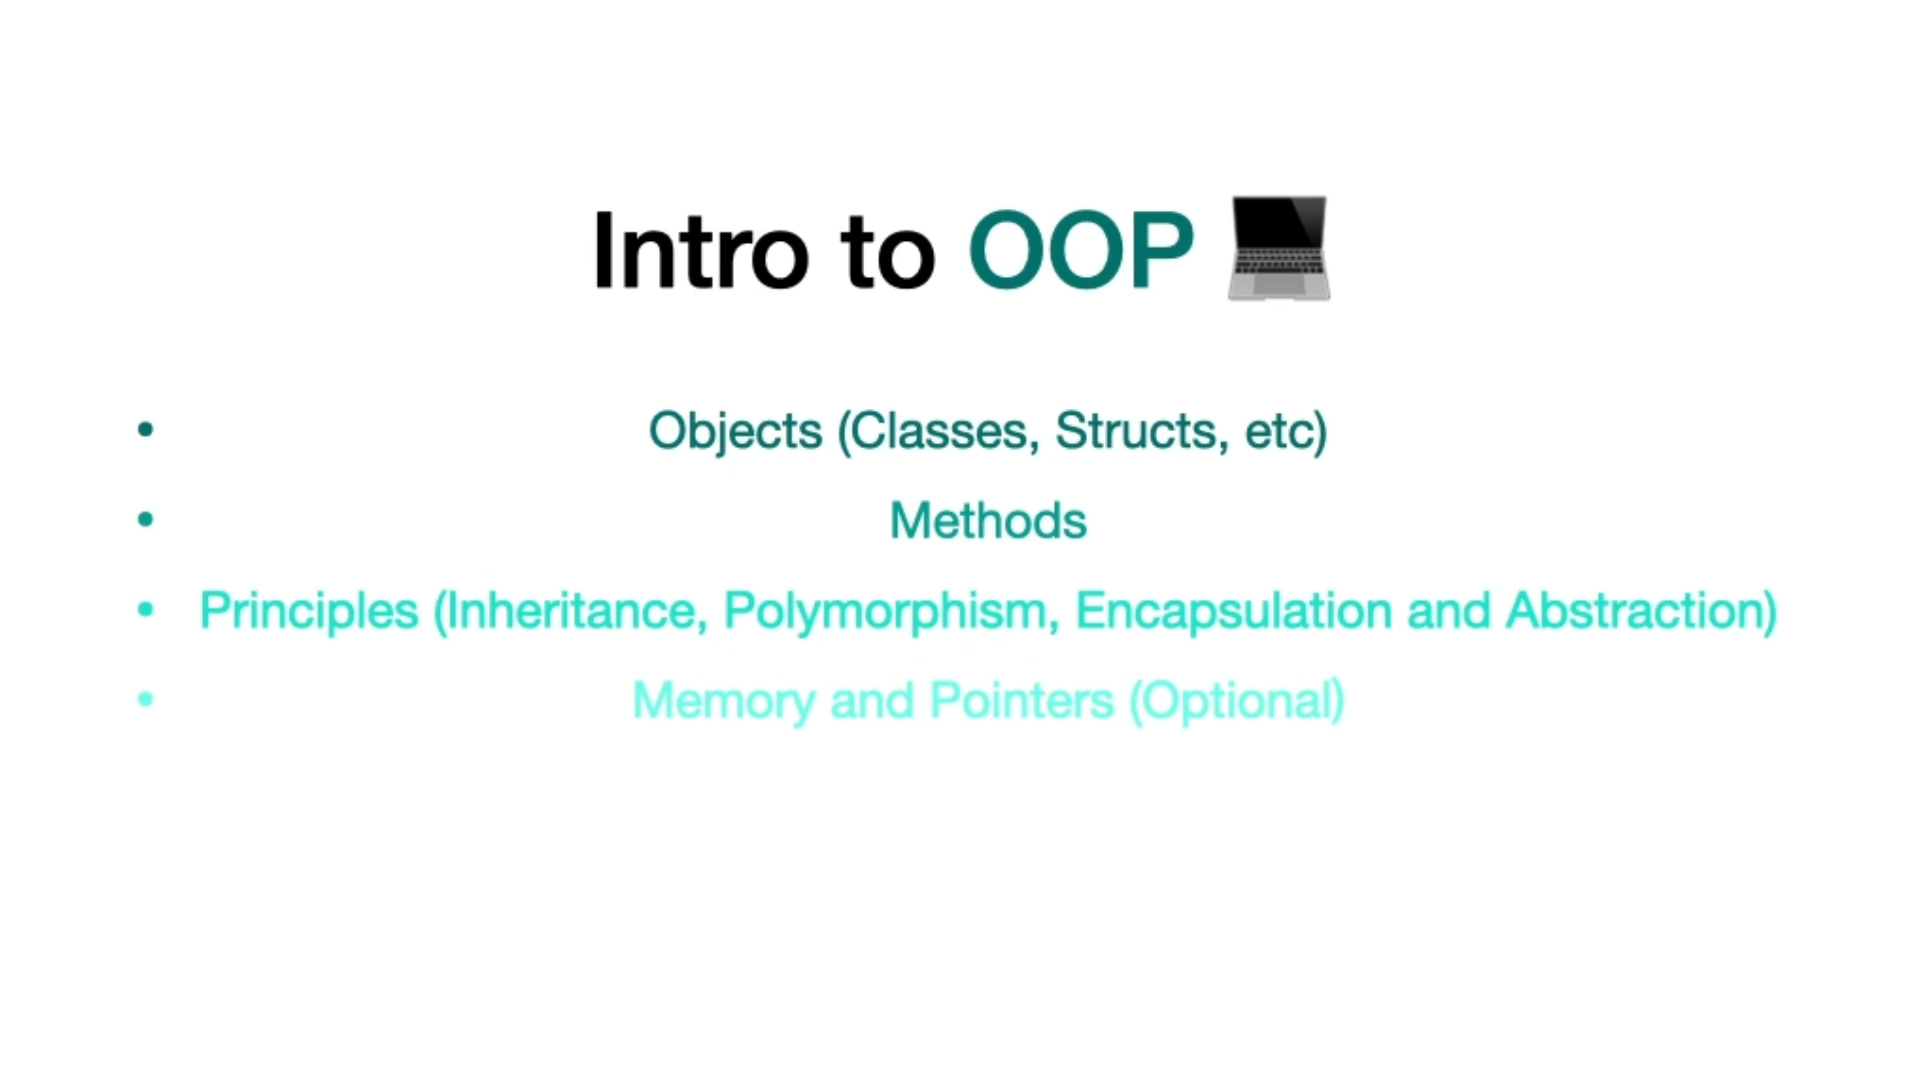 Intro to OOP
• Objects (Classes, Structs, etc)
• Methods
• Principles (Inheritance, Polymorphism, Encapsulation and Abstraction)
• Memory and Pointers (Optional)